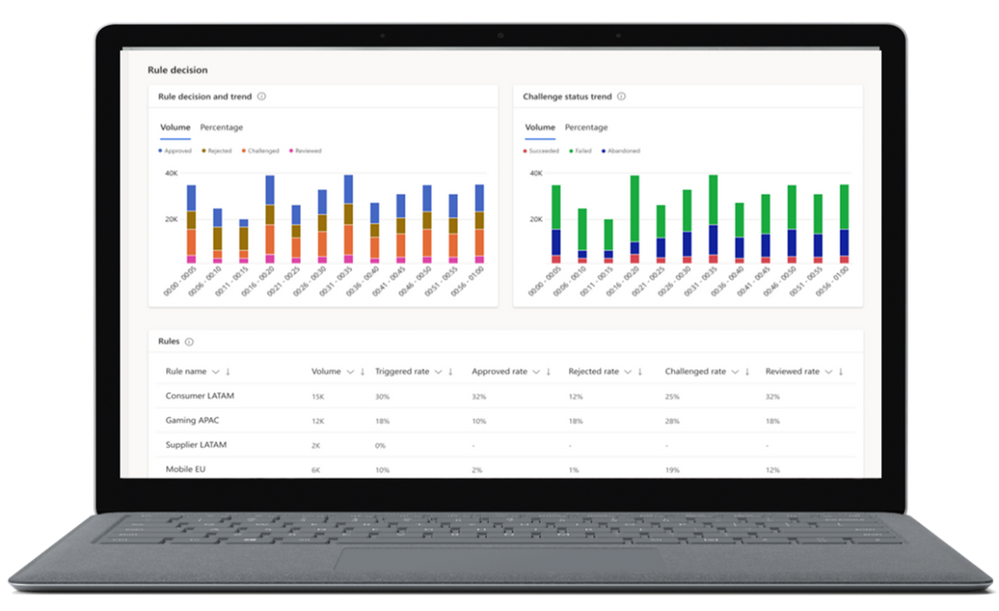 Rule decision
Rule decision and trend
Challenge status trend
Volume Percentage
Volume Percentage
Approved Rejected Challenged Reviewed
Succeeded Failed Abandoned
40K
20K
00:00 - 00:05 00:06 - 00:10 00:11 - 00:15 00:16 - 00:20 00:21 - 00:25 00:26 - 00:30 00:31 - 00:35 00:36 - 00:40 00:41 - 00:45 00:46 - 00:50 00:51 - 00:55 00:56 - 01:00
40K
20K
00:00 - 00:05 00:06 - 00:10 00:11 - 00:15 00:16 - 00:20 00:21 - 00:25 00:26 - 00:30 00:31 - 00:35 00:36 - 00:40 00:41 - 00:45 00:46 - 00:50 00:51 - 00:55 00:56 - 01:00
Rules
Rule name Volume Triggered rate Approved rate Rejected rate Challenged rate Reviewed rate
Consumer LATAM 15K 30% 32% 12% 25% 32%
Gaming APAC 12K 18% 10% 18% 28% 18%
Supplier LATAM 2K 0% - - - -
Mobile EU 6K 10% 2% 1% 19% 12%